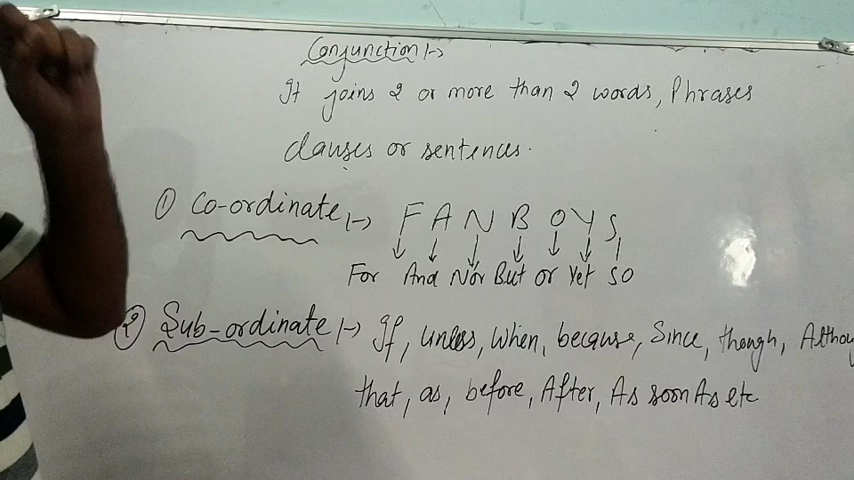 Conjunction :->
It joins 2 or more than 2 words, Phrases
clauses or sentences.
① Co-ordinate :-> F A N B O Y S
For And Nor But or Yet SO
② Sub-ordinate :-> If, unless, When, because, Since, though, Althou
that, as, before, After, As soon As etc